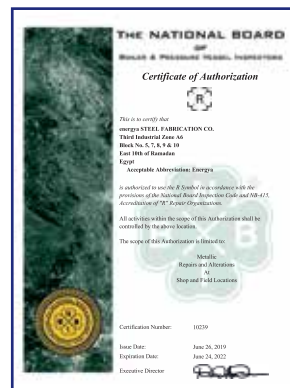 THE NATIONAL BOARD
OF
BOILER & PRESSURE VESSEL INSPECTORS
Certificate of Authorization
R
This is to certify that
energya STEEL FABRICATION CO.
Third Industrial Zone A6
Block No. 5, 7, 8, 9 & 10
East 10th of Ramadan
Egypt
Acceptable Abbreviation: Energya
is authorized to use the R Symbol in accordance with the
provisions of the National Board Inspection Code and NB-415,
Accreditation of "R" Repair Organizations.
All activities within the scope of this Authorization shall be
controlled by the above location.
The scope of this Authorization is limited to:
Metallic
Repairs and Alterations
At
Shop and Field Locations
Certification Number: 10239
Issue Date: June 26, 2019
Expiration Date: June 24, 2022
Executive Director